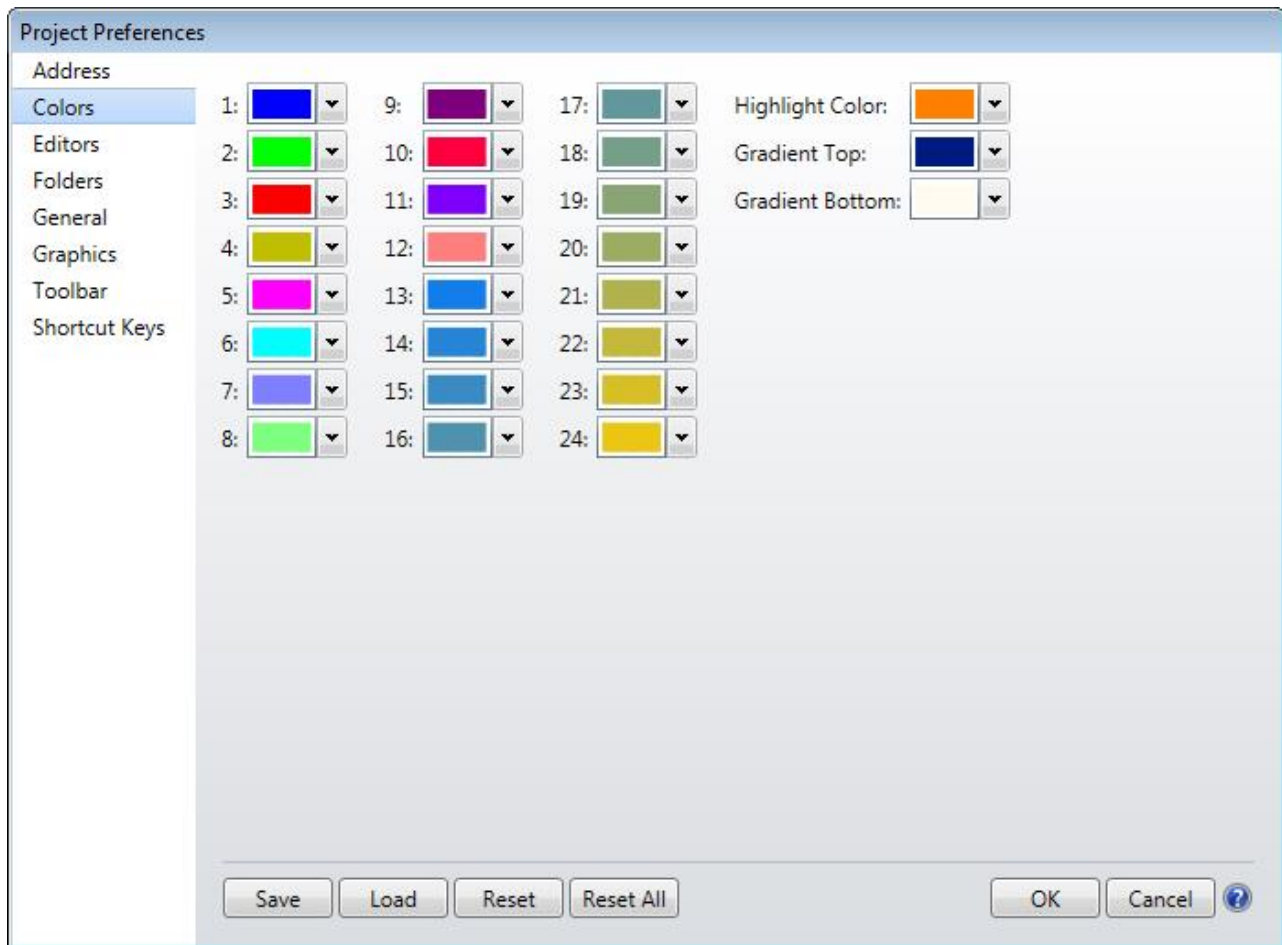 Project Preferences
Address
Colors
Editors
Folders
General
Graphics
Toolbar
Shortcut Keys
1: 9: 17: Highlight Color:
2: 10: 18: Gradient Top:
3: 11: 19: Gradient Bottom:
4: 12: 20:
5: 13: 21:
6: 14: 22:
7: 15: 23:
8: 16: 24:
Save Load Reset Reset All OK Cancel ?